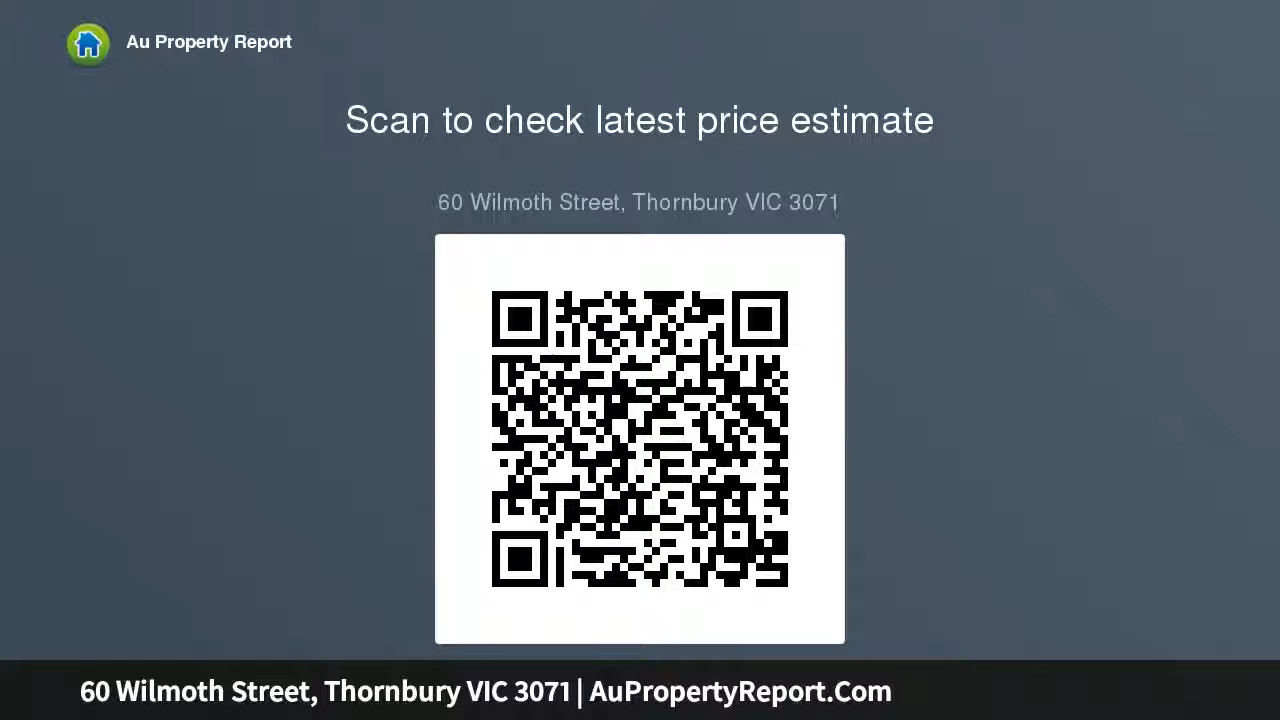 Au Property Report
Scan to check latest price estimate
60 Wilmoth Street, Thornbury VIC 3071
60 Wilmoth Street, Thornbury VIC 3071 | AuPropertyReport.Com